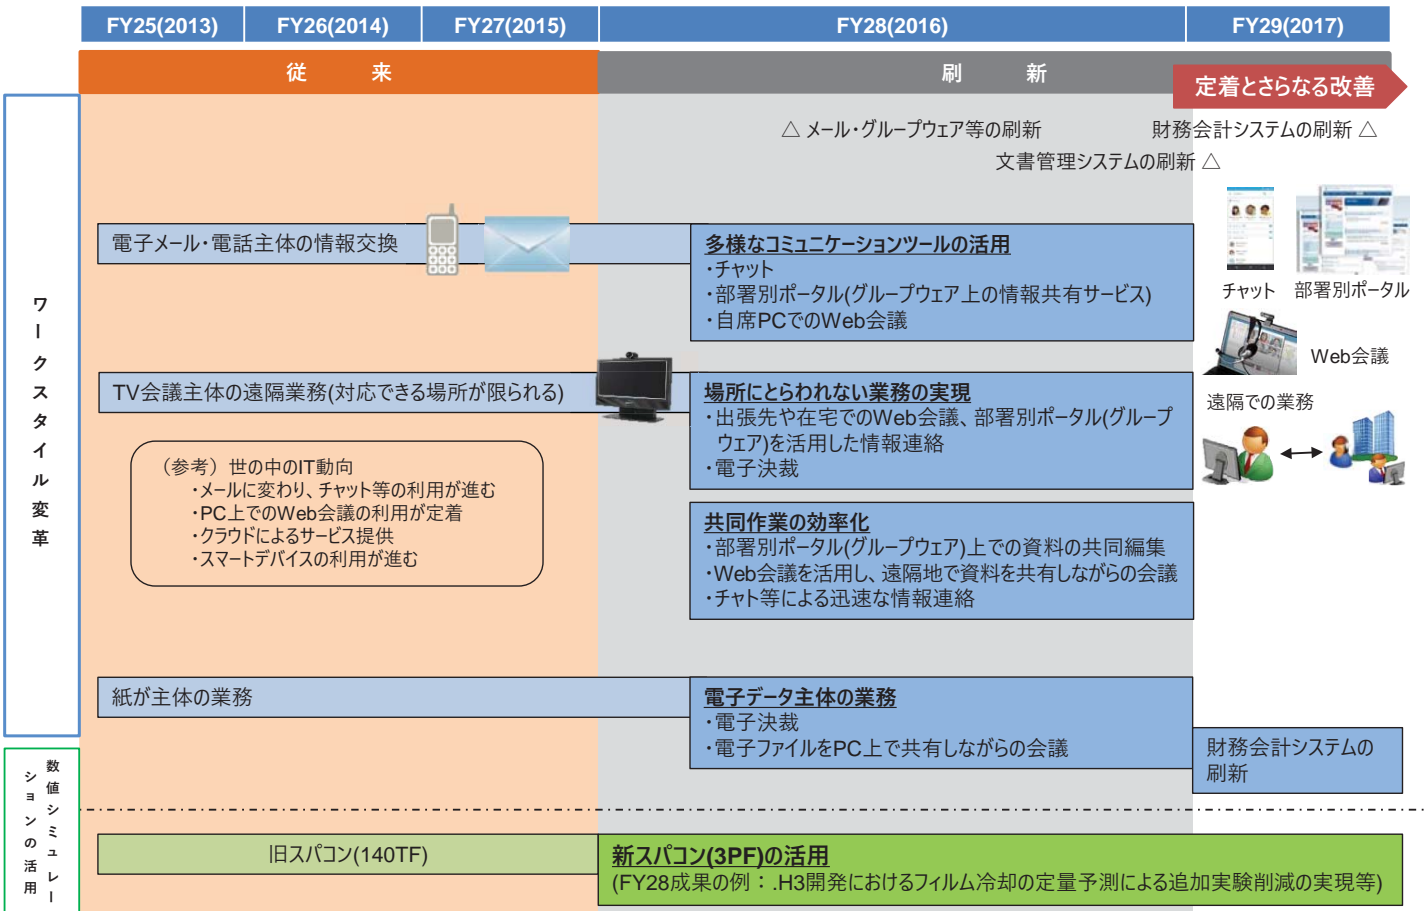 FY25(2013)
FY26(2014)
FY27(2015)
FY28(2016)
FY29(2017)
従 来
刷 新
定着とさらなる改善
△ メール・グループウェア等の刷新
財務会計システムの刷新 △
文書管理システムの刷新 △
ワークスタイル変革
電子メール・電話主体の情報交換
多様なコミュニケーションツールの活用
・チャット
・部署別ポータル(グループウェア上の情報共有サービス)
・自席PCでのWeb会議
チャット
部署別ポータル
Web会議
TV会議主体の遠隔業務(対応できる場所が限られる)
場所にとらわれない業務の実現
・出張先や在宅でのWeb会議、部署別ポータル(グループ
ウェア)を活用した情報連絡
・電子決裁
遠隔での業務
（参考）世の中のIT動向
・メールに変わり、チャット等の利用が進む
・PC上でのWeb会議の利用が定着
・クラウドによるサービス提供
・スマートデバイスの利用が進む
共同作業の効率化
・部署別ポータル(グループウェア)上での資料の共同編集
・Web会議を活用し、遠隔地で資料を共有しながらの会議
・チャト等による迅速な情報連絡
紙が主体の業務
電子データ主体の業務
・電子決裁
・電子ファイルをPC上で共有しながらの会議
財務会計システムの
刷新
数値シミュレー
ションの活用
旧スパコン(140TF)
新スパコン(3PF)の活用
(FY28成果の例：.H3開発におけるフィルム冷却の定量予測による追加実験削減の実現等)